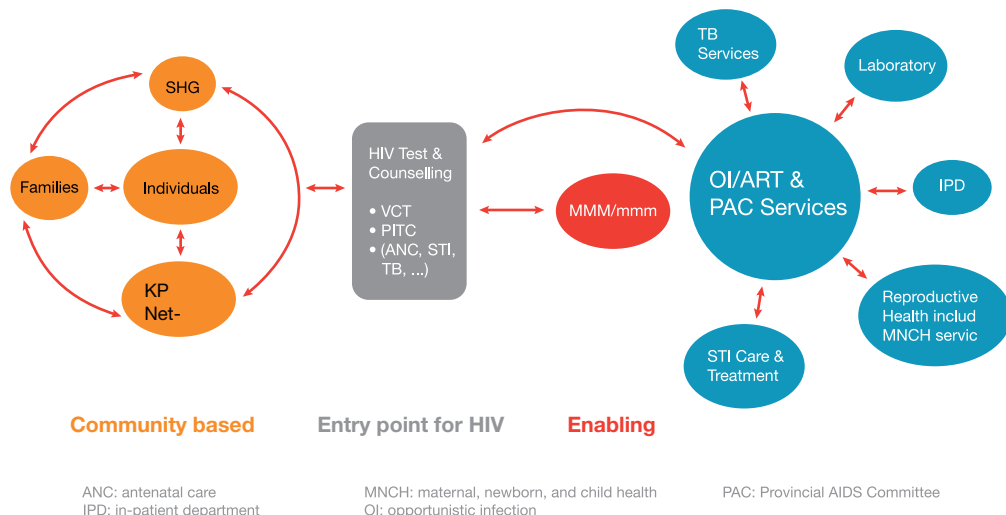 SHG
Families
Individuals
KP
Net-
HIV Test &
Counselling
• VCT
• PITC
• (ANC, STI,
TB, ...)
MMM/mmm
TB
Services
Laboratory
OI/ART &
PAC Services
IPD
Reproductive
Health includ
MNCH servic
STI Care &
Treatment
Community based
Entry point for HIV
Enabling
ANC: antenatal care
IPD: in-patient department
MNCH: maternal, newborn, and child health
OI: opportunistic infection
PAC: Provincial AIDS Committee